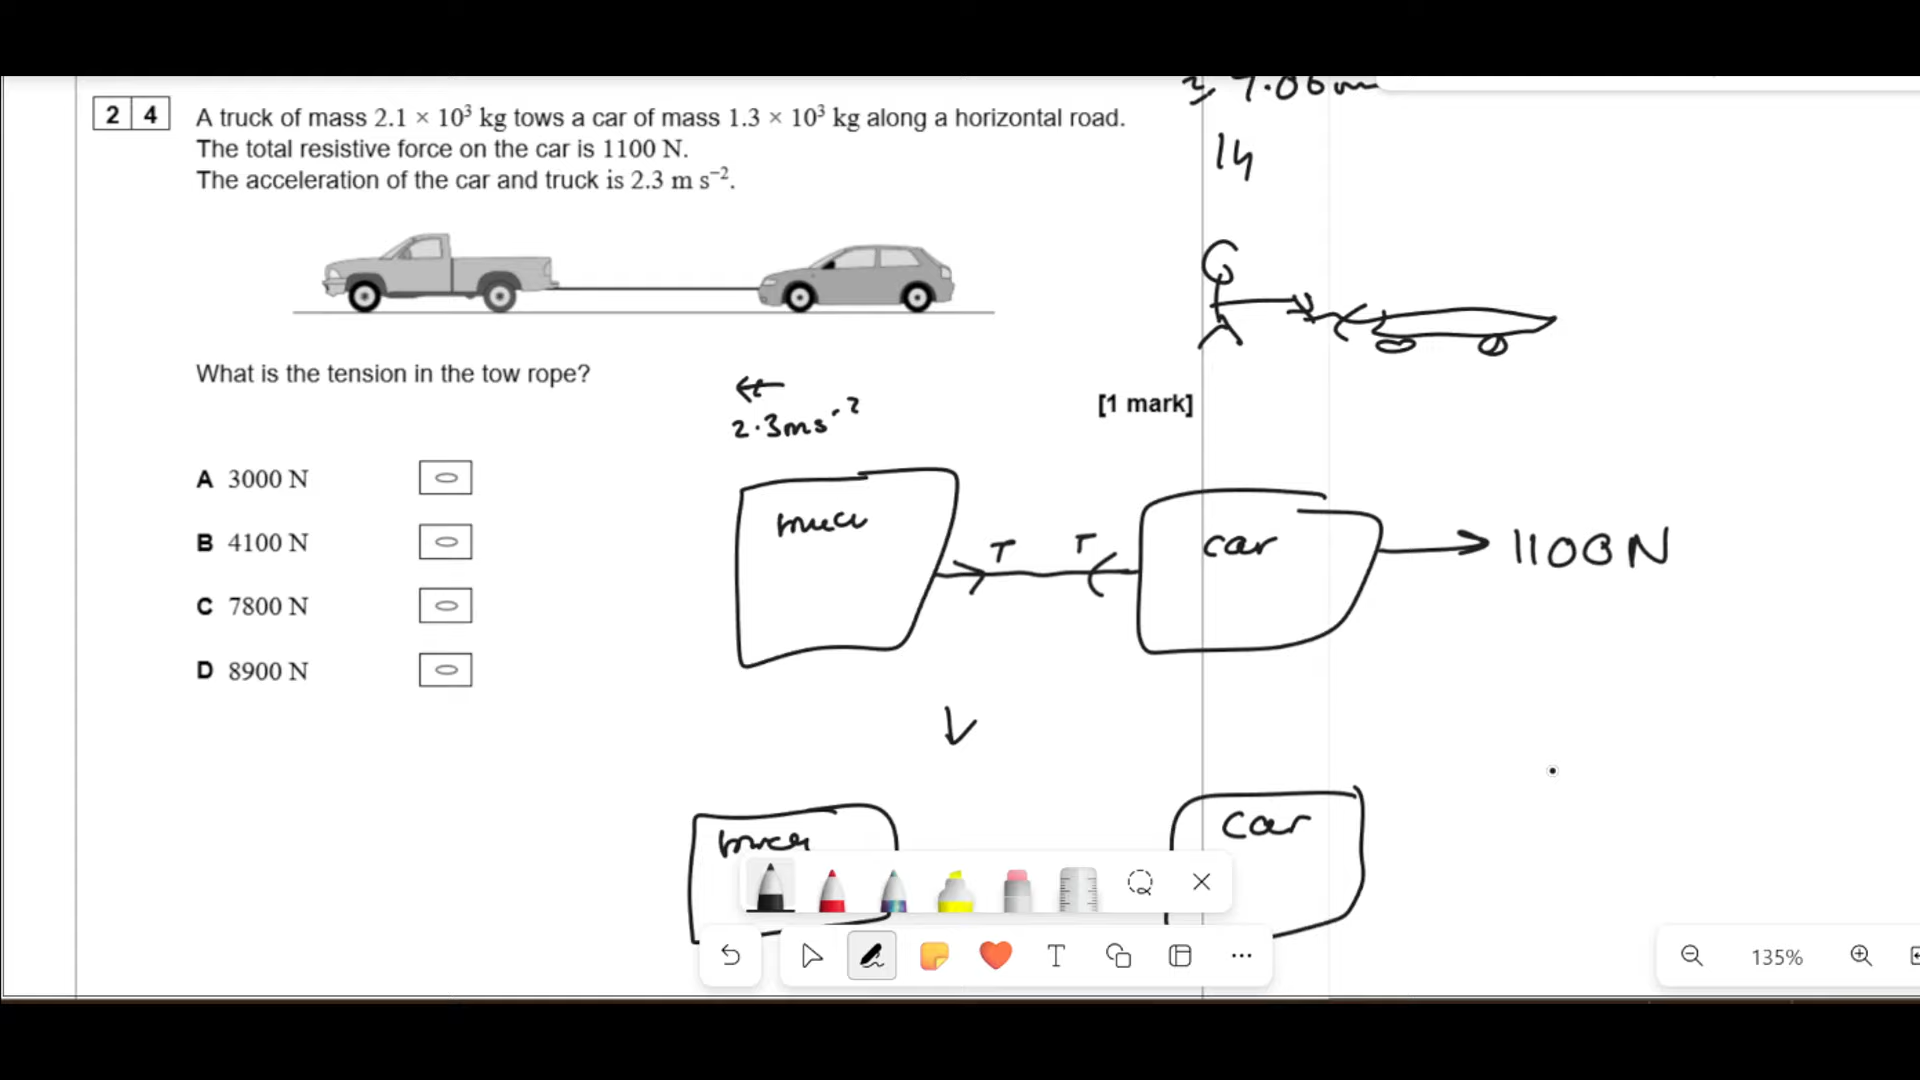 2 4
A truck of mass 2.1 × 10³ kg tows a car of mass 1.3 × 10³ kg along a horizontal road.
The total resistive force on the car is 1100 N.
The acceleration of the car and truck is 2.3 m s⁻².
14
What is the tension in the tow rope?
[1 mark]
2.3ms⁻²
A 3000 N
B 4100 N
C 7800 N
D 8900 N
truck
T
T
car
1100N
truck
car
T
135%